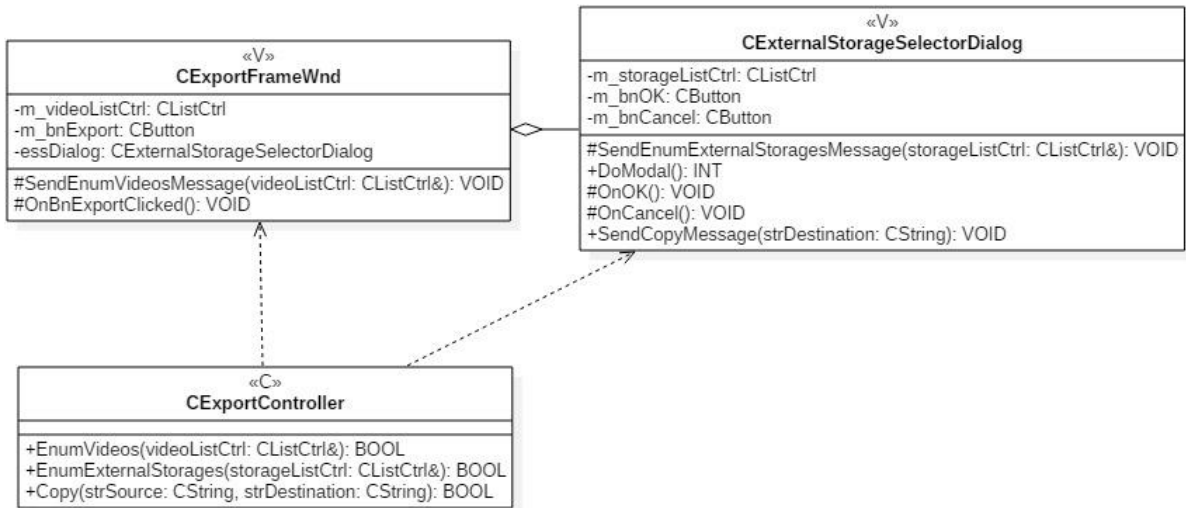 «V»
CExportFrameWnd
-m_videoListCtrl: CListCtrl
-m_bnExport: CButton
-essDialog: CExternalStorageSelectorDialog
#SendEnumVideosMessage(videoListCtrl: CListCtrl&): VOID
#OnBnExportClicked(): VOID
«V»
CExternalStorageSelectorDialog
-m_storageListCtrl: CListCtrl
-m_bnOK: CButton
-m_bnCancel: CButton
#SendEnumExternalStoragesMessage(storageListCtrl: CListCtrl&): VOID
+DoModal(): INT
#OnOK(): VOID
#OnCancel(): VOID
+SendCopyMessage(strDestination: CString): VOID
«C»
CExportController
+EnumVideos(videoListCtrl: CListCtrl&): BOOL
+EnumExternalStorages(storageListCtrl: CListCtrl&): BOOL
+Copy(strSource: CString, strDestination: CString): BOOL